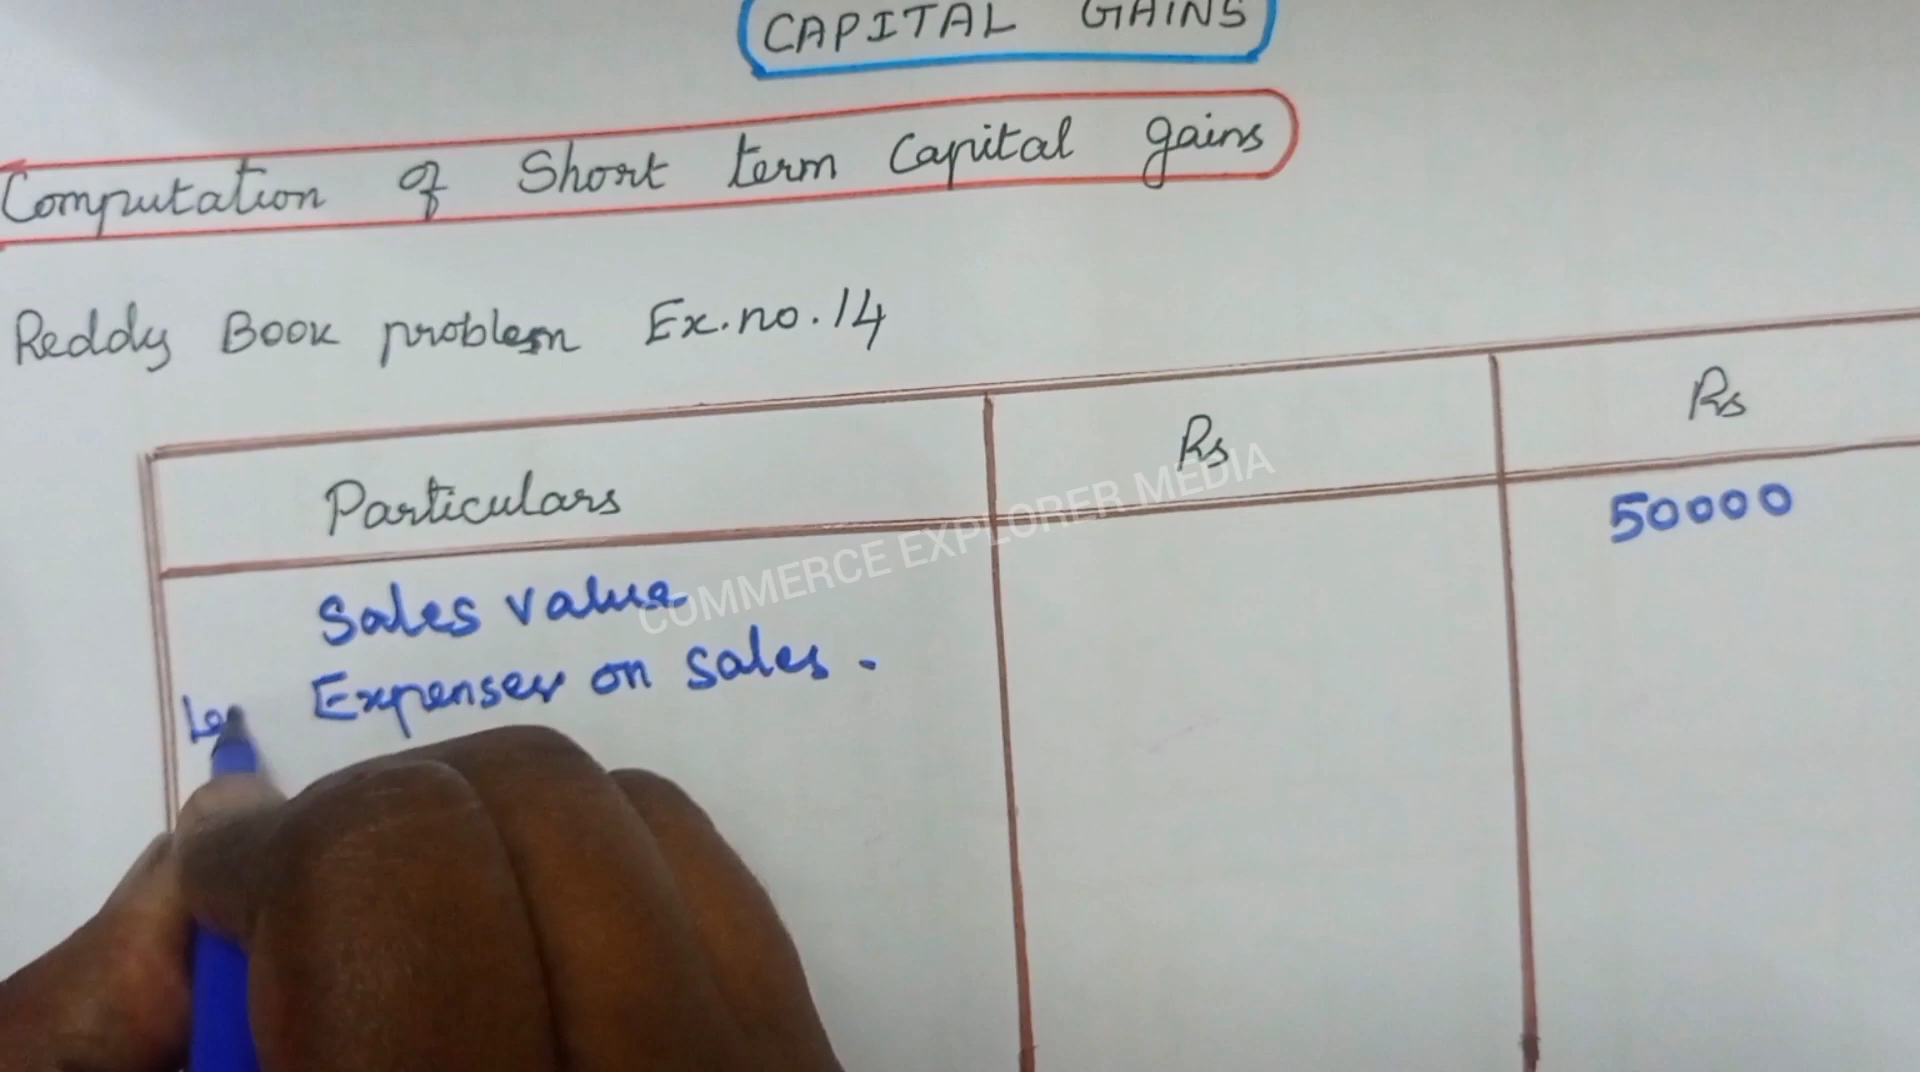 CAPITAL GAINS
Computation of Short term Capital gains
Reddy Book problem Ex.no.14
Particulars Rs Rs
Sales value 50000
Expenses on sales.
COMMERCE EXPLORER MEDIA